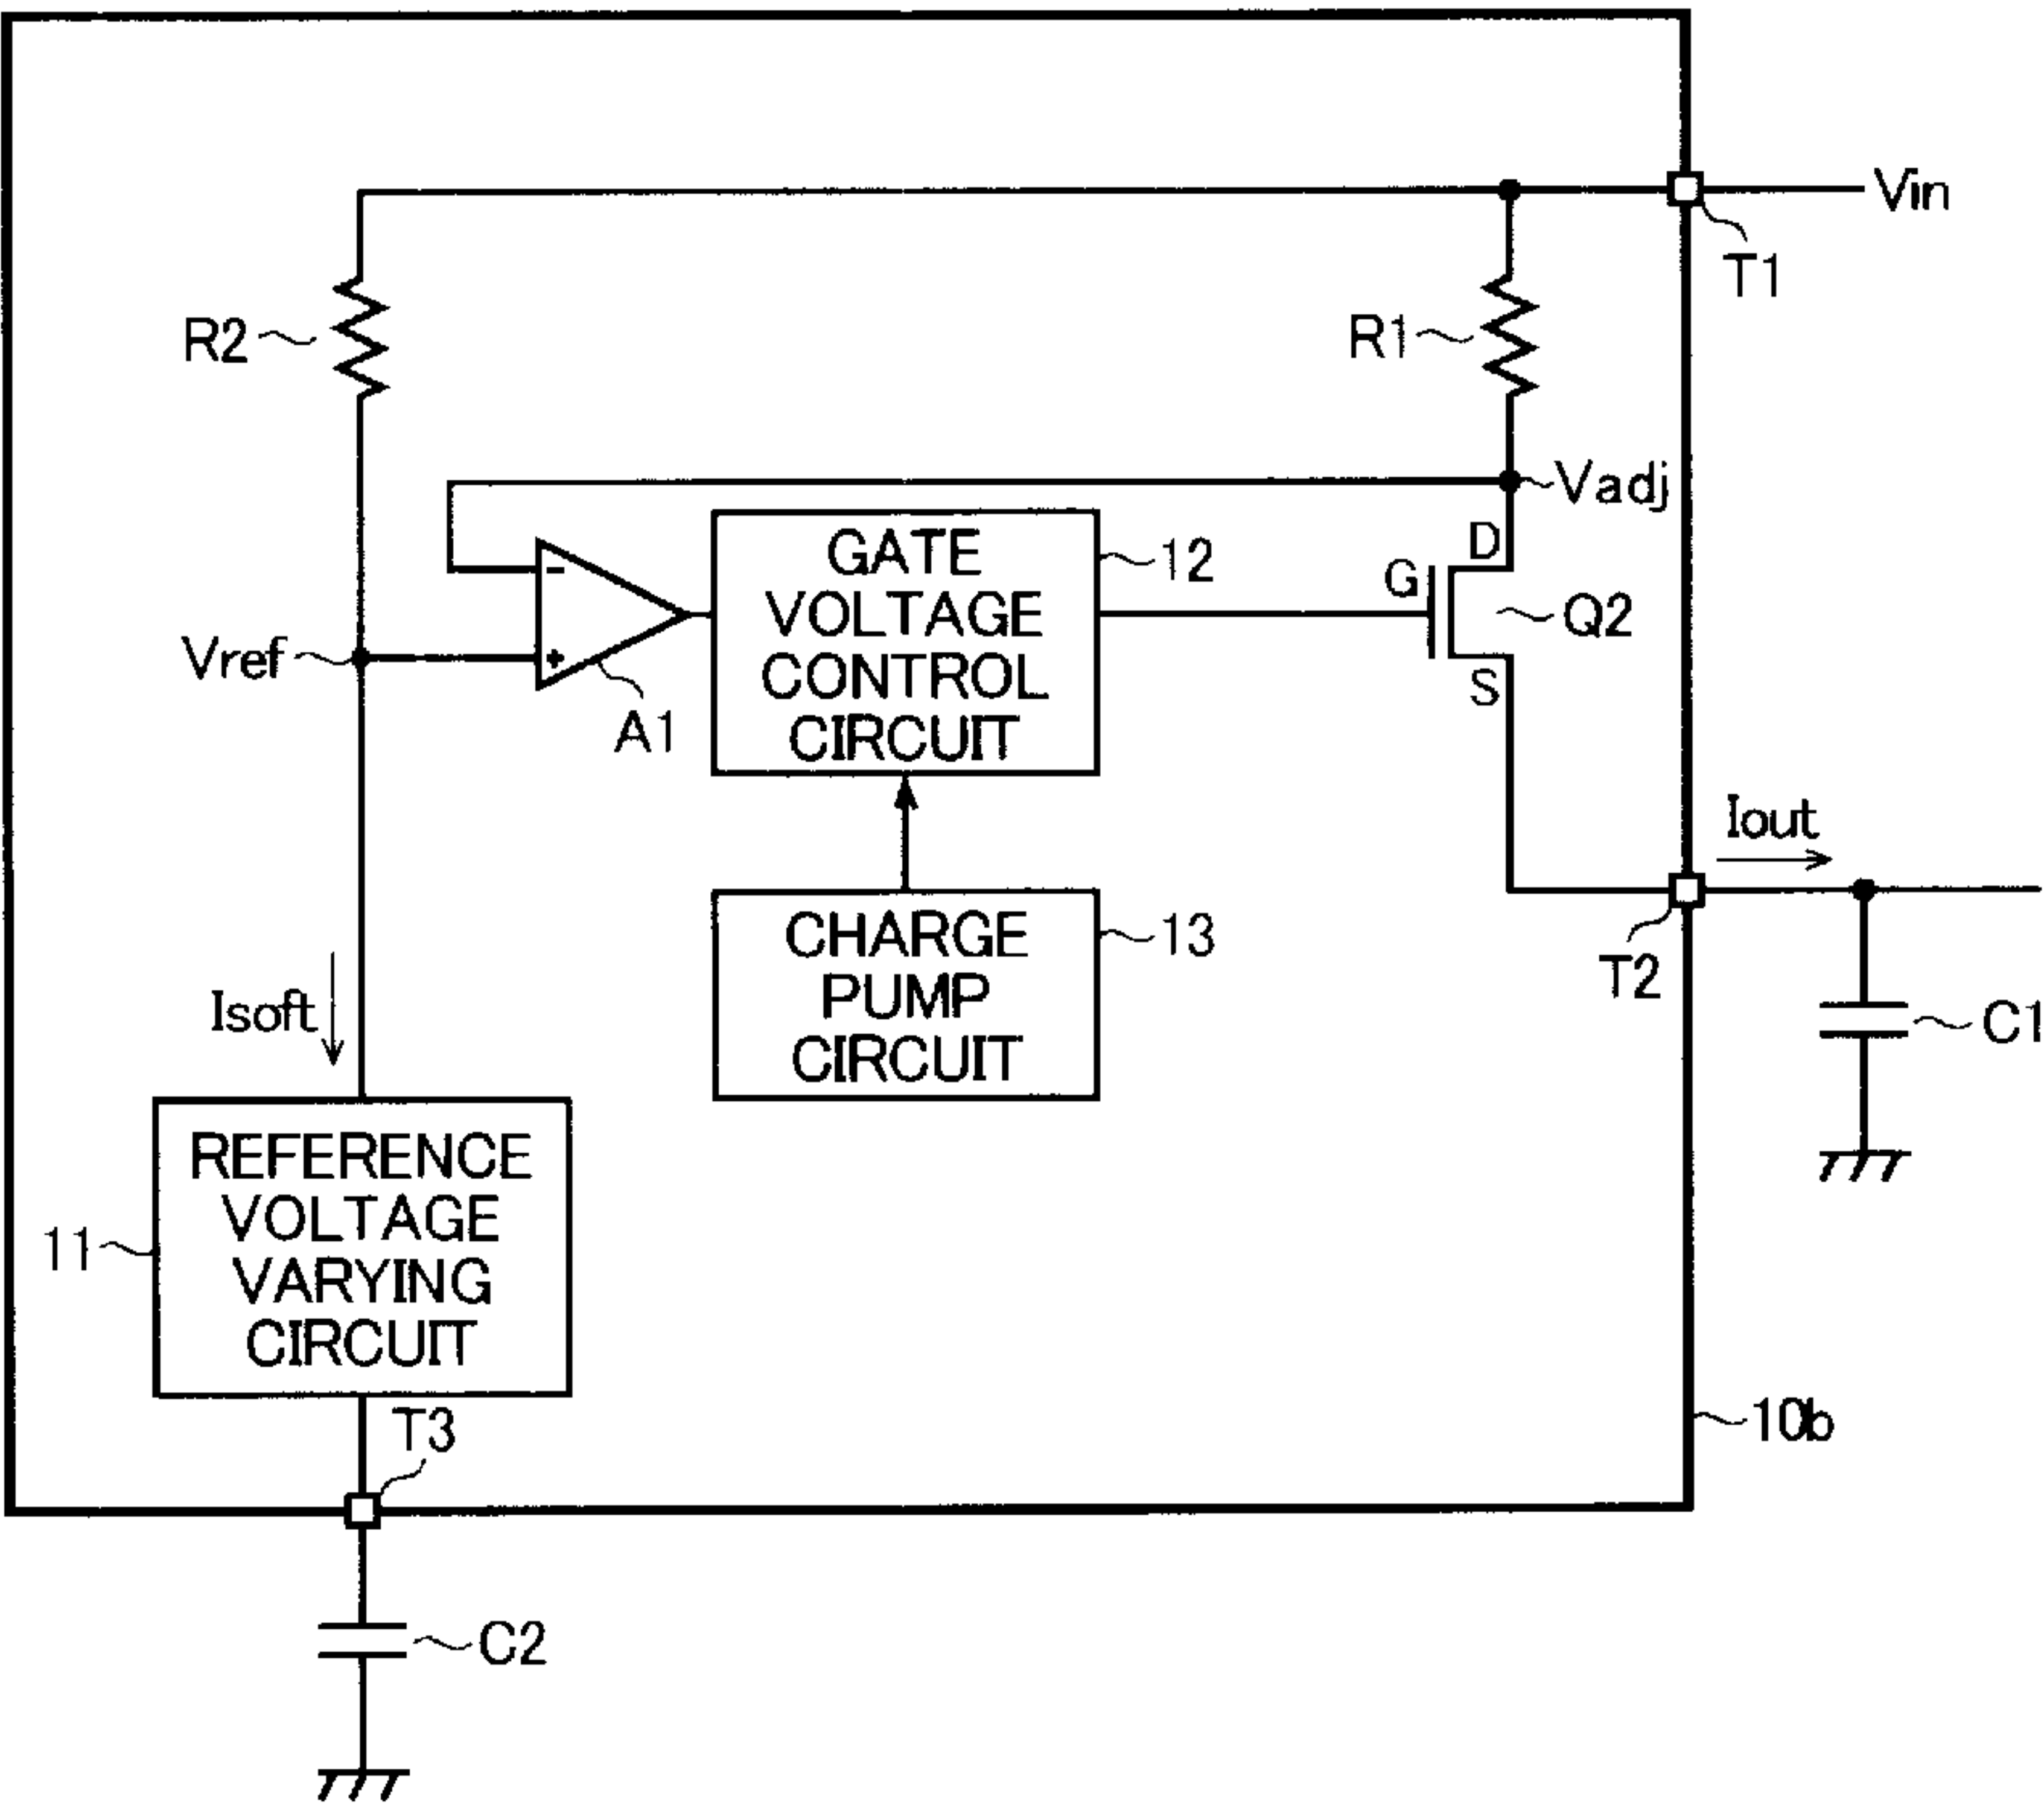 Vin
T1
R2
R1
Vadj
D
G
Q2
S
Vref
-
+
A1
GATE
VOLTAGE
CONTROL
CIRCUIT
12
Iout
T2
C1
CHARGE
PUMP
CIRCUIT
13
Isoft
REFERENCE
VOLTAGE
VARYING
CIRCUIT
11
T3
10b
C2